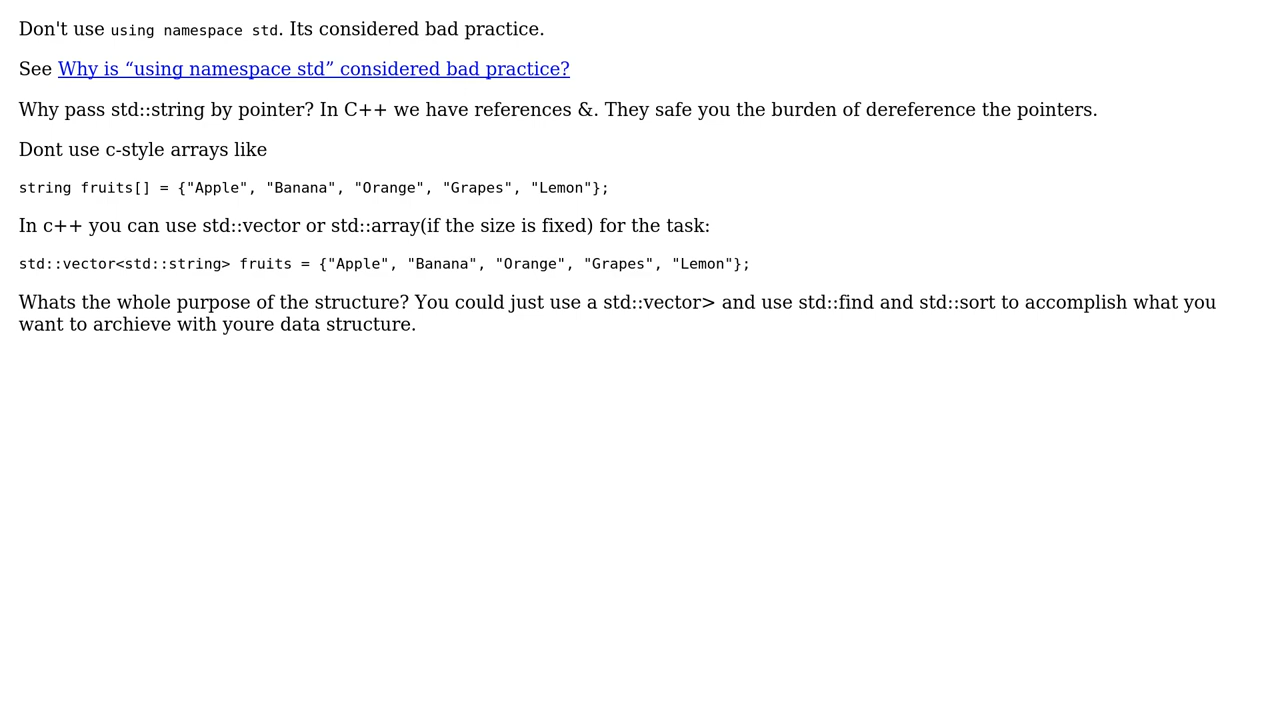 Don't use using namespace std. Its considered bad practice.
See Why is “using namespace std” considered bad practice?
Why pass std::string by pointer? In C++ we have references &. They safe you the burden of dereference the pointers.
Dont use c-style arrays like
string fruits[] = {"Apple", "Banana", "Orange", "Grapes", "Lemon"};
In c++ you can use std::vector or std::array(if the size is fixed) for the task:
std::vector<std::string> fruits = {"Apple", "Banana", "Orange", "Grapes", "Lemon"};
Whats the whole purpose of the structure? You could just use a std::vector> and use std::find and std::sort to accomplish what you
want to archieve with youre data structure.